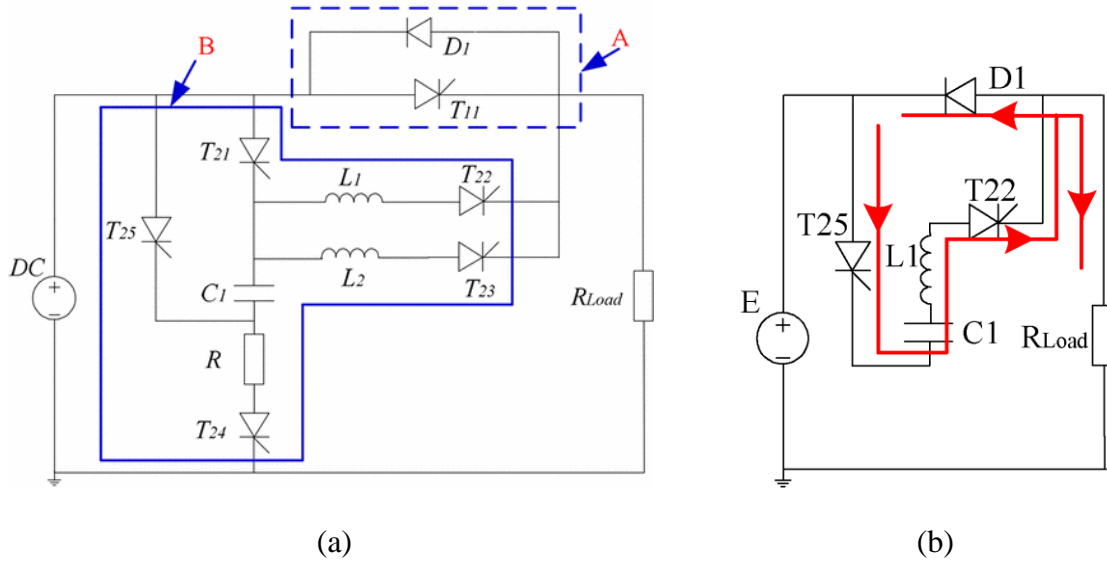 B
A
D1
T11
T21
L1
T22
T25
L2
T23
DC
+
−
C1
RLoad
R
T24
(a)
D1
T22
T25
L1
E
+
−
C1
RLoad
(b)